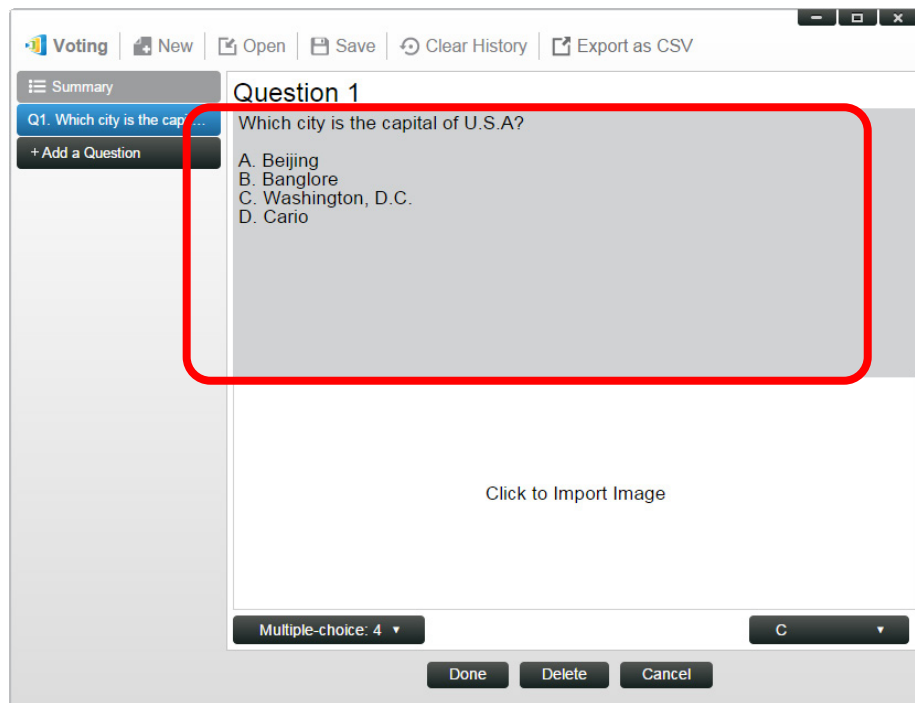 Voting New Open Save Clear History Export as CSV
Summary
Q1. Which city is the capi...
+ Add a Question
Question 1
Which city is the capital of U.S.A?
A. Beijing
B. Banglore
C. Washington, D.C.
D. Cario
Click to Import Image
Multiple-choice: 4 C
Done Delete Cancel